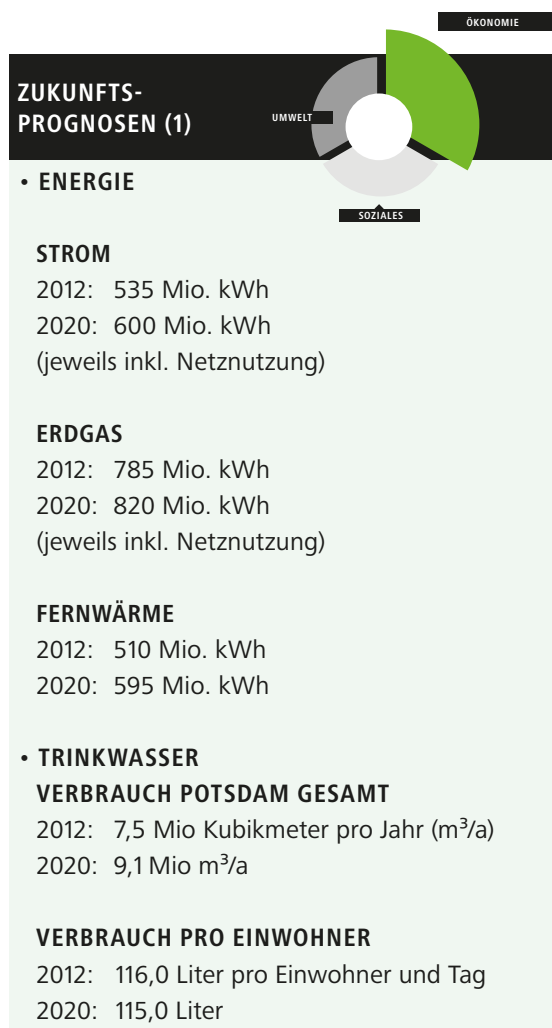 ÖKONOMIE
ZUKUNFTS-
PROGNOSEN (1)
UMWELT
SOZIALES
• ENERGIE
STROM
2012: 535 Mio. kWh
2020: 600 Mio. kWh
(jeweils inkl. Netznutzung)
ERDGAS
2012: 785 Mio. kWh
2020: 820 Mio. kWh
(jeweils inkl. Netznutzung)
FERNWÄRME
2012: 510 Mio. kWh
2020: 595 Mio. kWh
• TRINKWASSER
VERBRAUCH POTSDAM GESAMT
2012: 7,5 Mio Kubikmeter pro Jahr (m³/a)
2020: 9,1 Mio m³/a
VERBRAUCH PRO EINWOHNER
2012: 116,0 Liter pro Einwohner und Tag
2020: 115,0 Liter